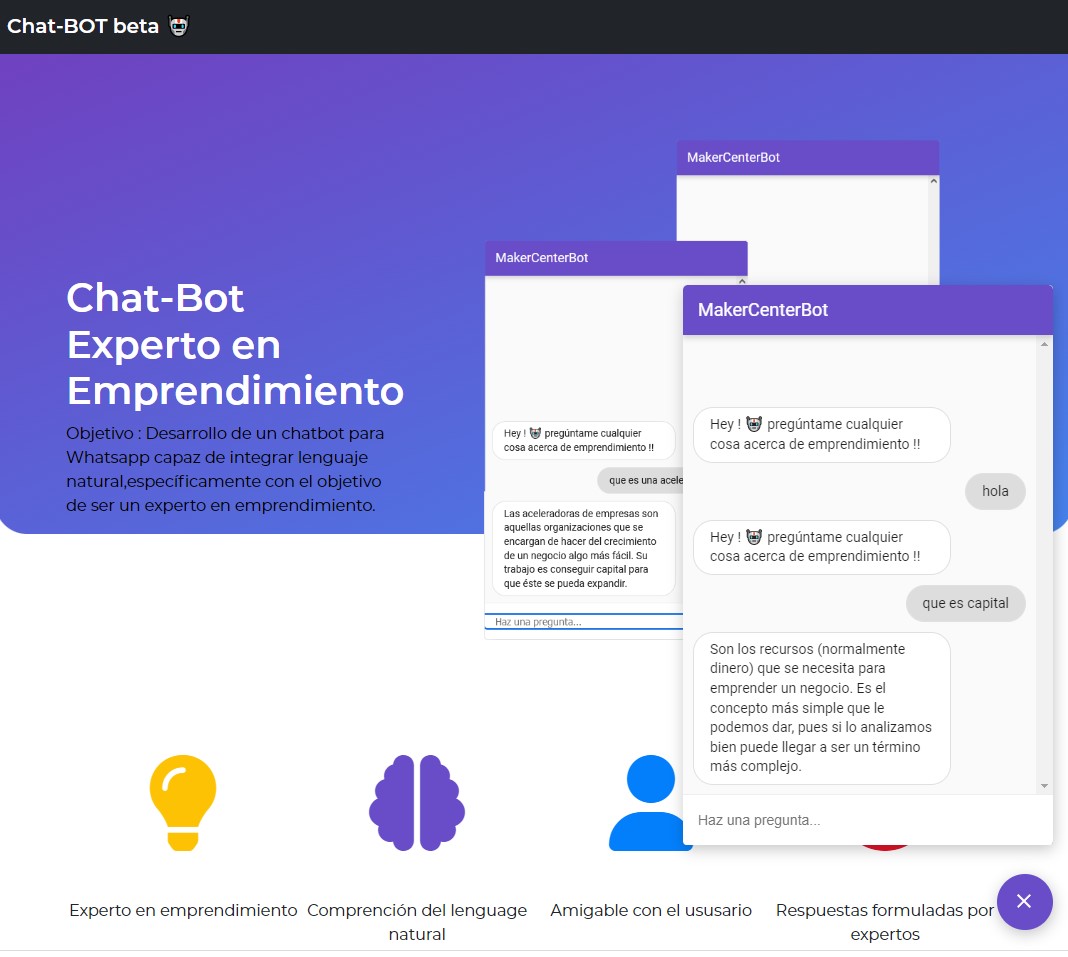 Chat-BOT beta
MakerCenterBot
MakerCenterBot
Chat-Bot
Experto en
Emprendimiento
Objetivo : Desarrollo de un chatbot para
Whatsapp capaz de integrar lenguaje
natural,específicamente con el objetivo
de ser un experto en emprendimiento.
Hey ! pregúntame cualquier
cosa acerca de emprendimiento !!
que es una acele
Las aceleradoras de empresas son
aquellas organizaciones que se
encargan de hacer del crecimiento
de un negocio algo más fácil. Su
trabajo es conseguir capital para
que éste se pueda expandir.
Haz una pregunta...
MakerCenterBot
Hey ! pregúntame cualquier
cosa acerca de emprendimiento !!
hola
Hey ! pregúntame cualquier
cosa acerca de emprendimiento !!
que es capital
Son los recursos (normalmente
dinero) que se necesita para
emprender un negocio. Es el
concepto más simple que le
podemos dar, pues si lo analizamos
bien puede llegar a ser un término
más complejo.
Haz una pregunta...
Experto en emprendimiento
Comprención del lenguage
natural
Amigable con el ususario
Respuestas formuladas por
expertos